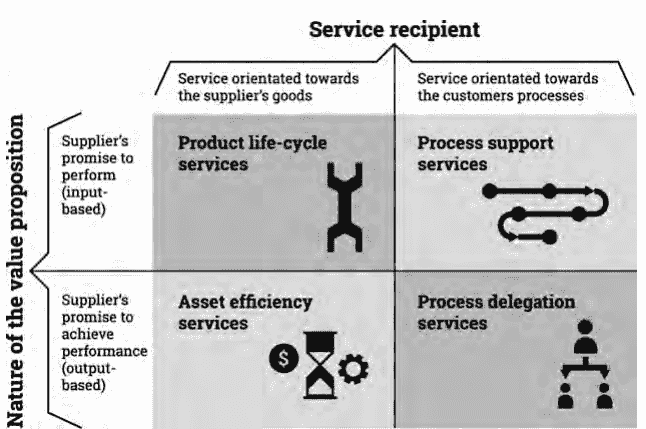 Service recipient
Service orientated towards
the supplier's goods
Service orientated towards
the customers processes
Nature of the value proposition
Supplier's
promise to
perform
(input-
based)
Product life-cycle
services
Process support
services
Supplier's
promise to
achieve
performance
(output-
based)
Asset efficiency
services
$
Process delegation
services